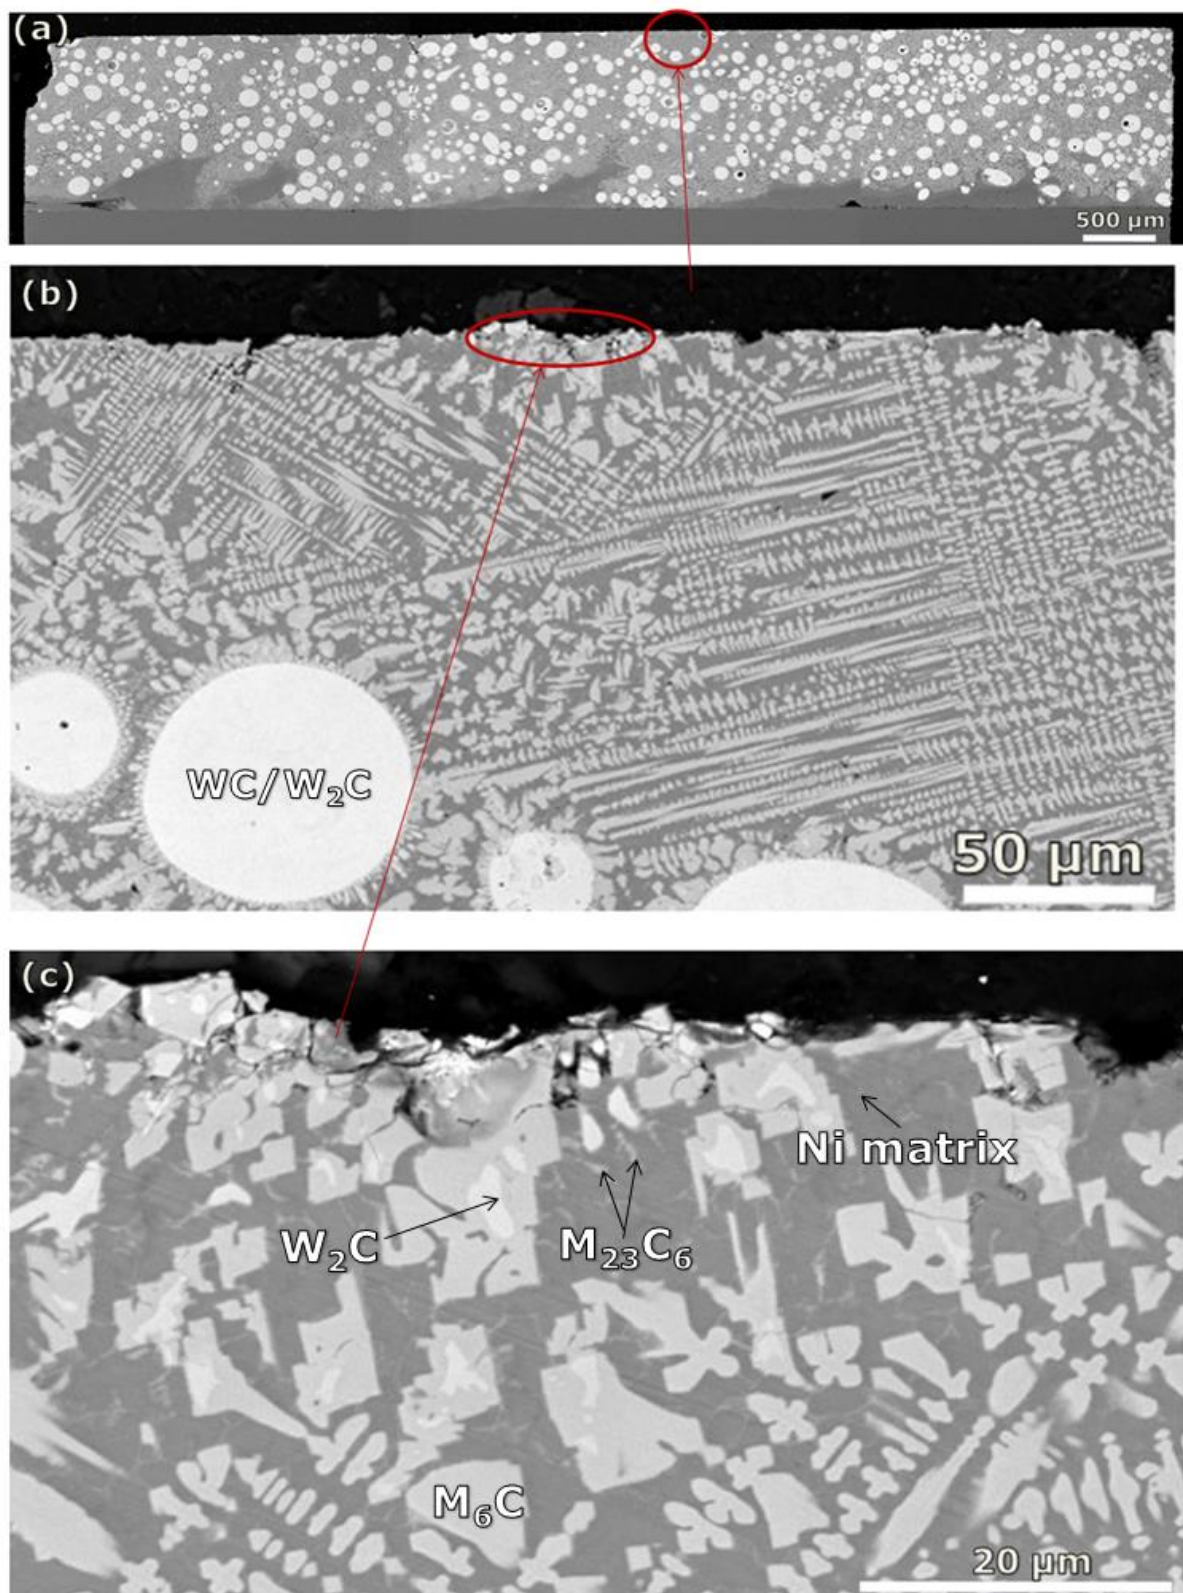 (a)
500 µm
(b)
WC/W₂C
50 µm
(c)
Ni matrix
W₂C
M₂₃C₆
M₆C
20 µm